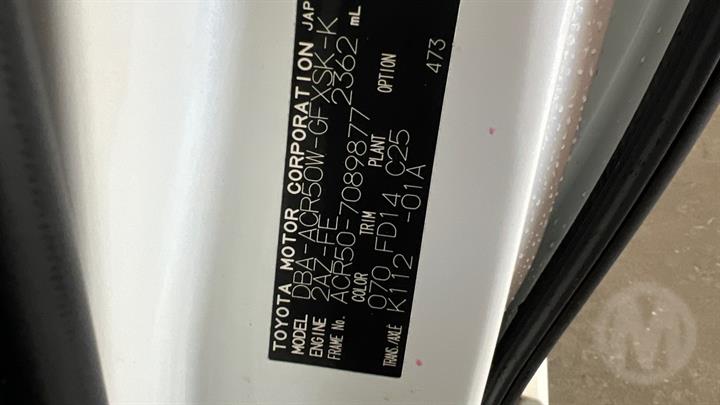 TOYOTA MOTOR CORPORATION JAP
MODEL DBA-ACR50W-GFXSK-K
ENGINE 2AZ-FE 2362 mL
FRAME No. ACR50-7089877
COLOR TRIM PLANT OPTION
070 FD14 C25 473
TRANS./AXLE K112 -01A
M